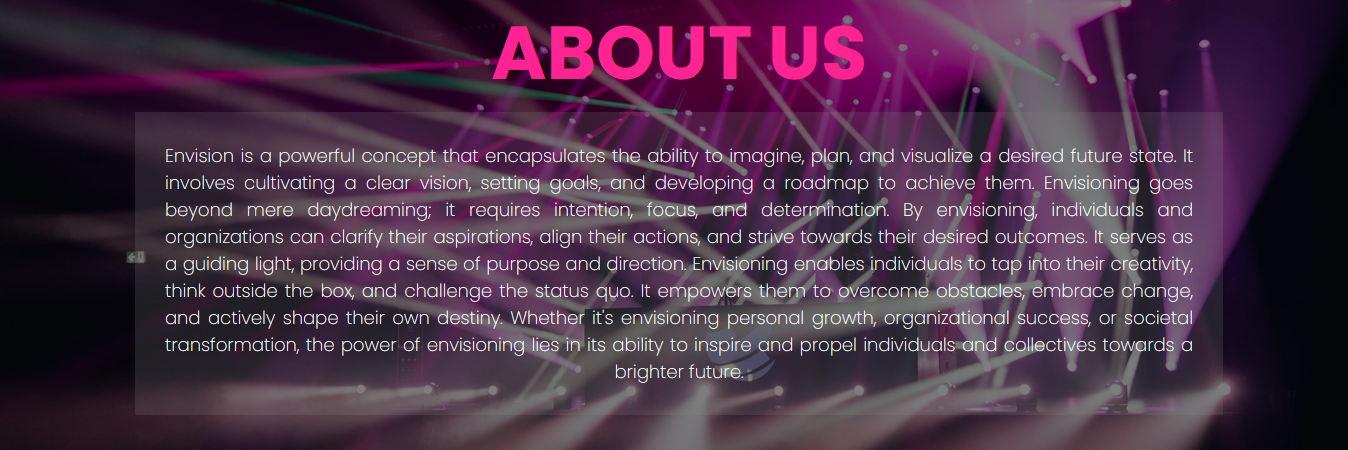 ABOUT US
Envision is a powerful concept that encapsulates the ability to imagine, plan, and visualize a desired future state. It
involves cultivating a clear vision, setting goals, and developing a roadmap to achieve them. Envisioning goes
beyond mere daydreaming; it requires intention, focus, and determination. By envisioning, individuals and
organizations can clarify their aspirations, align their actions, and strive towards their desired outcomes. It serves as
a guiding light, providing a sense of purpose and direction. Envisioning enables individuals to tap into their creativity,
think outside the box, and challenge the status quo. It empowers them to overcome obstacles, embrace change,
and actively shape their own destiny. Whether it's envisioning personal growth, organizational success, or societal
transformation, the power of envisioning lies in its ability to inspire and propel individuals and collectives towards a
brighter future.